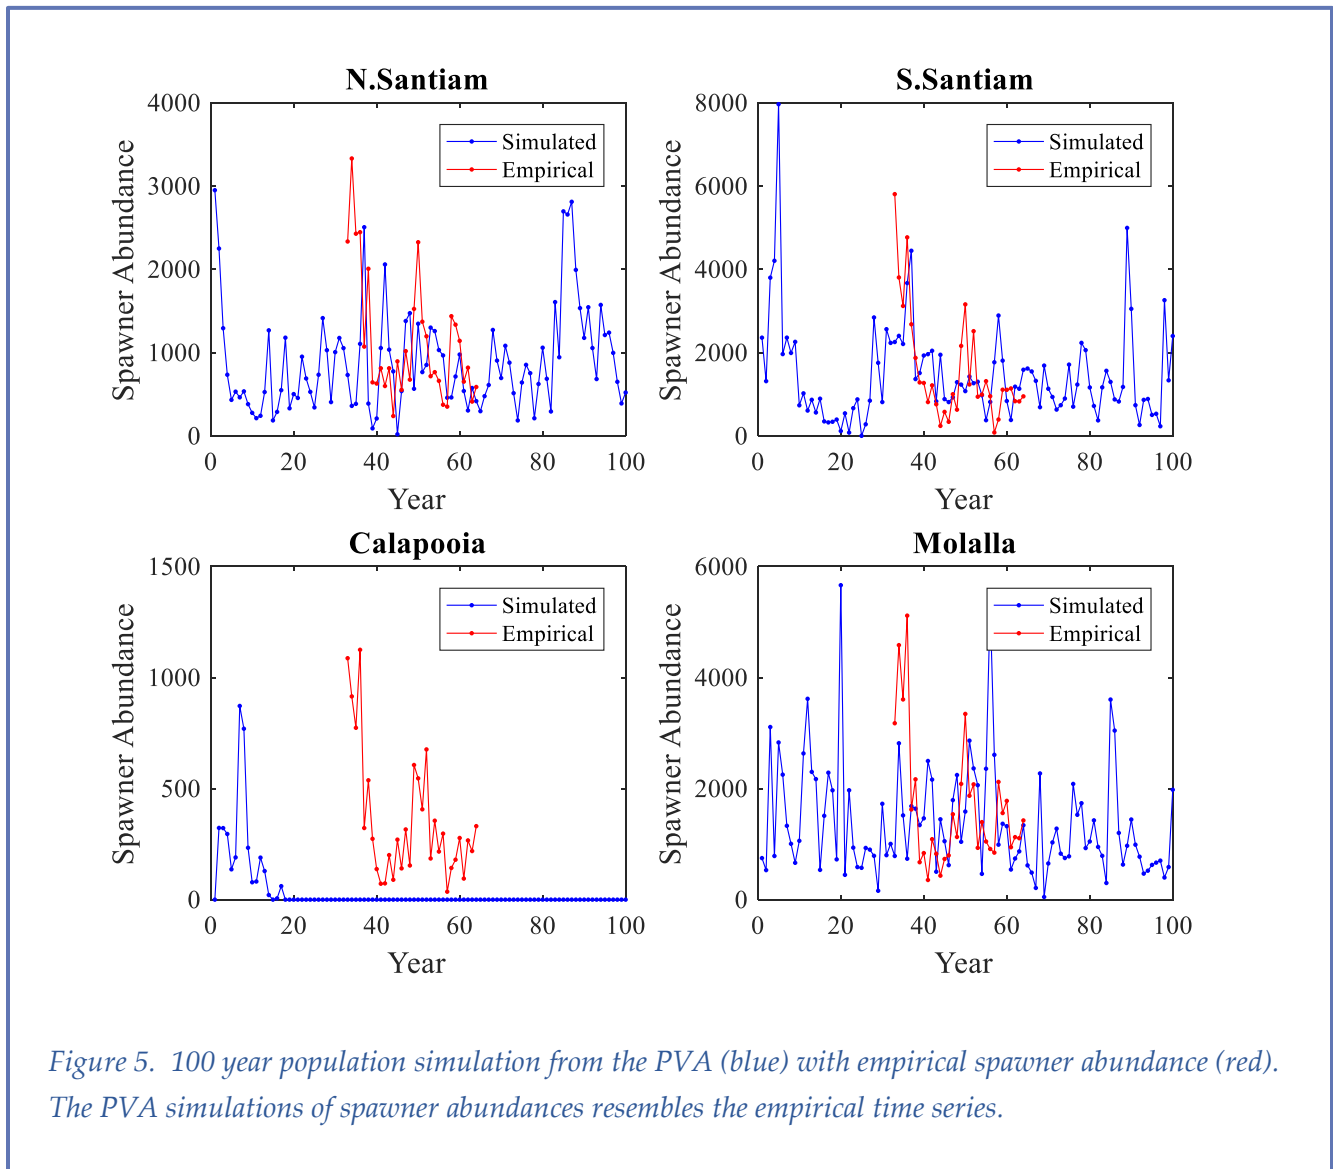 N.Santiam
4000
3000
2000
1000
0
0 20 40 60 80 100
Spawner Abundance
Year
Simulated
Empirical
S.Santiam
8000
6000
4000
2000
0
0 20 40 60 80 100
Spawner Abundance
Year
Simulated
Empirical
Calapooia
1500
1000
500
0
0 20 40 60 80 100
Spawner Abundance
Year
Simulated
Empirical
Molalla
6000
4000
2000
0
0 20 40 60 80 100
Spawner Abundance
Year
Simulated
Empirical
Figure 5. 100 year population simulation from the PVA (blue) with empirical spawner abundance (red).
The PVA simulations of spawner abundances resembles the empirical time series.